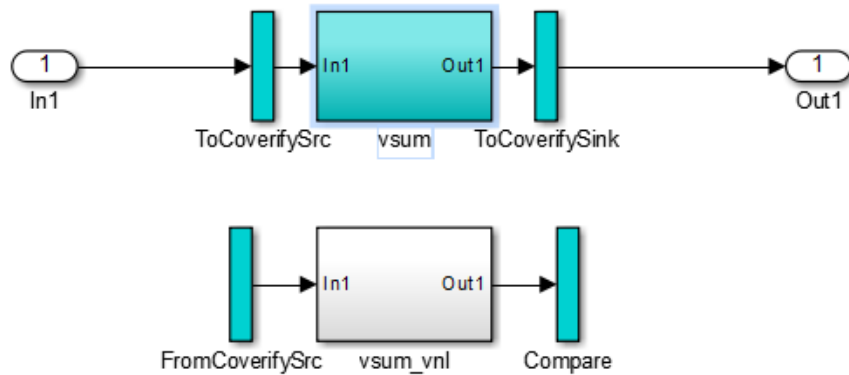 1
In1
ToCoverifySrc
In1
Out1
vsum
ToCoverifySink
1
Out1
FromCoverifySrc
In1
Out1
vsum_vnl
Compare